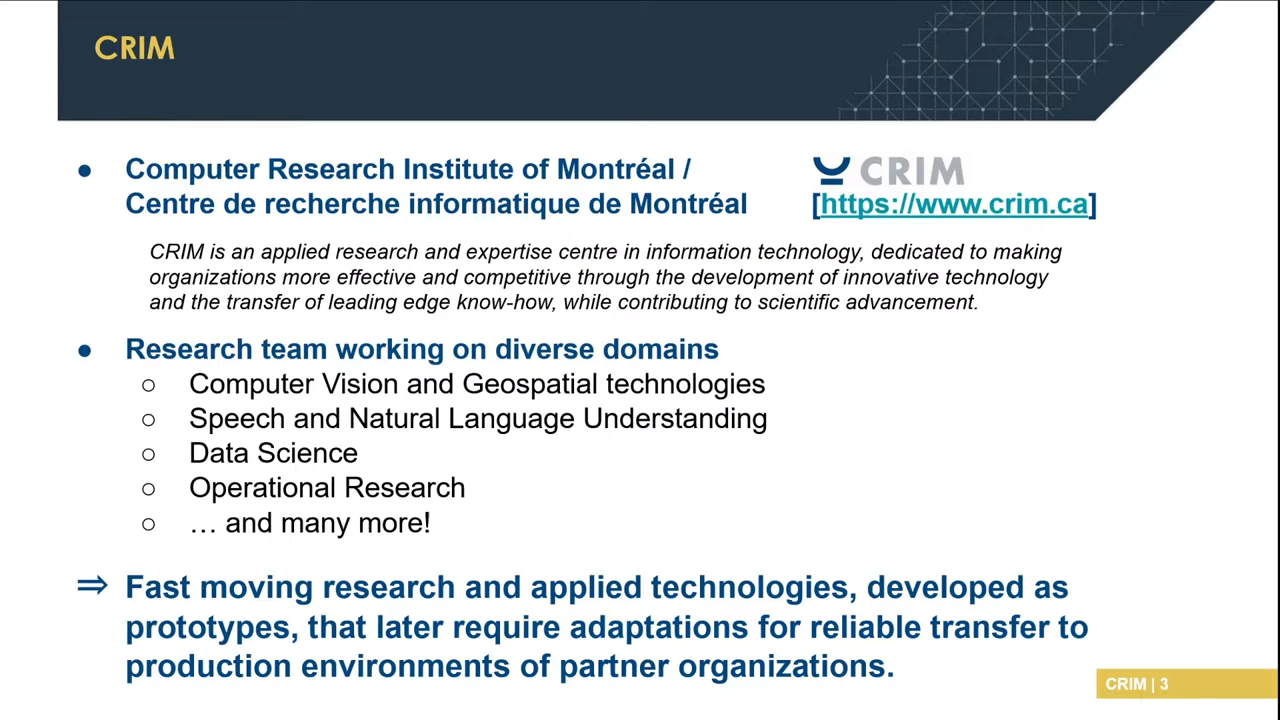 CRIM
● Computer Research Institute of Montréal /
Centre de recherche informatique de Montréal
CRIM
[https://www.crim.ca]
CRIM is an applied research and expertise centre in information technology, dedicated to making
organizations more effective and competitive through the development of innovative technology
and the transfer of leading edge know-how, while contributing to scientific advancement.
● Research team working on diverse domains
○ Computer Vision and Geospatial technologies
○ Speech and Natural Language Understanding
○ Data Science
○ Operational Research
○ … and many more!
⇒ Fast moving research and applied technologies, developed as
prototypes, that later require adaptations for reliable transfer to
production environments of partner organizations.
CRIM | 3